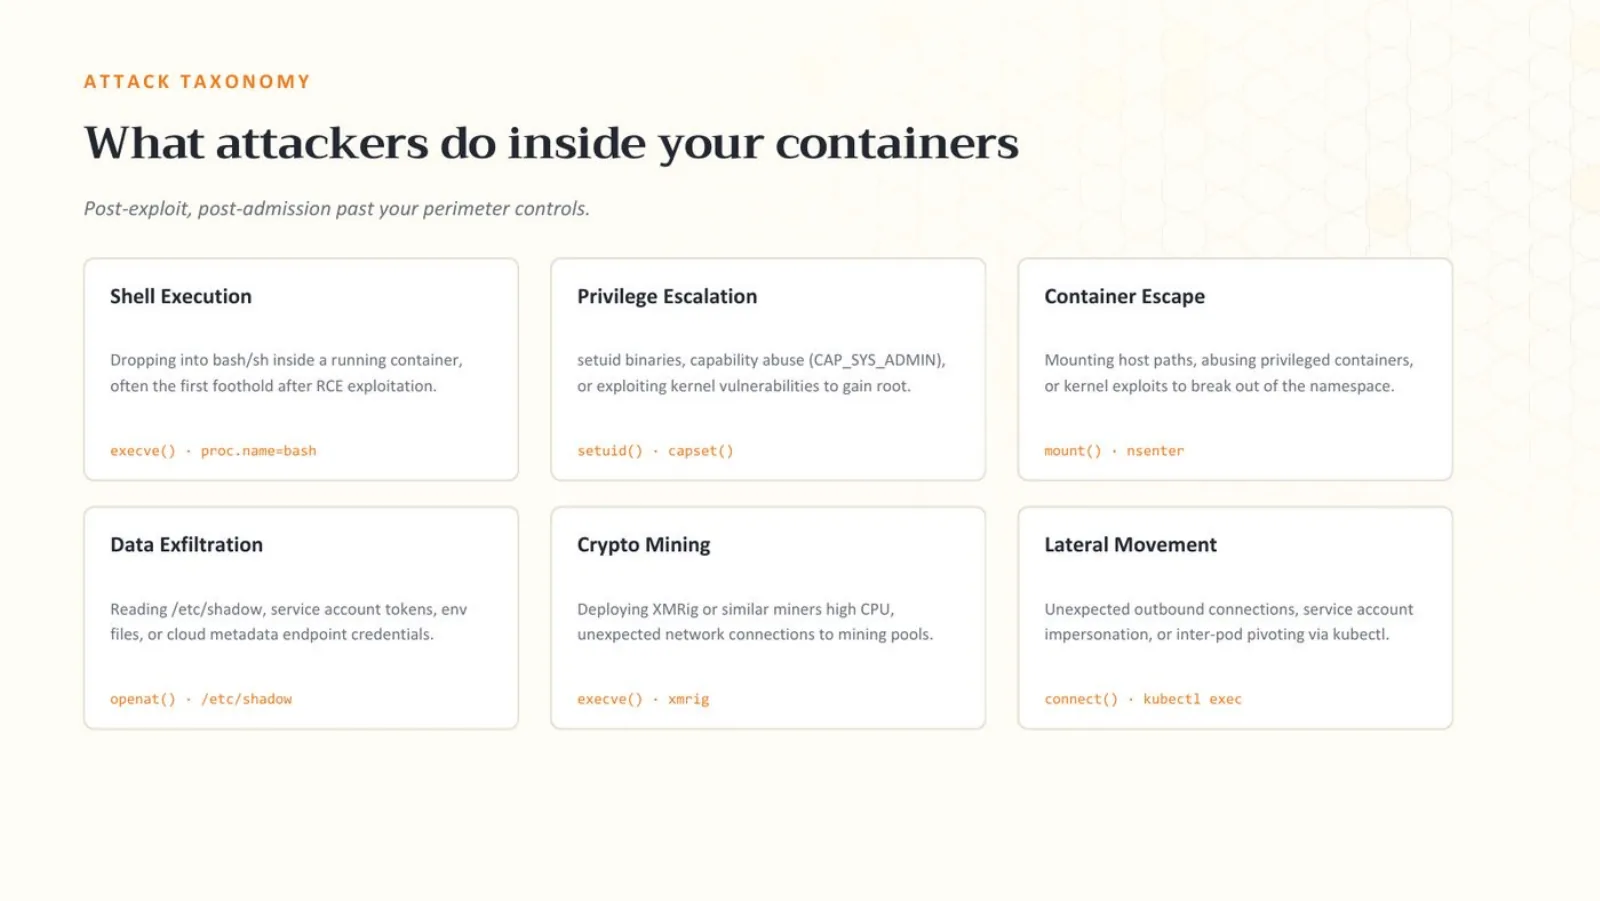 ATTACK TAXONOMY
What attackers do inside your containers
Post-exploit, post-admission past your perimeter controls.
Shell Execution
Dropping into bash/sh inside a running container,
often the first foothold after RCE exploitation.
execve() · proc.name=bash
Privilege Escalation
setuid binaries, capability abuse (CAP_SYS_ADMIN),
or exploiting kernel vulnerabilities to gain root.
setuid() · capset()
Container Escape
Mounting host paths, abusing privileged containers,
or kernel exploits to break out of the namespace.
mount() · nsenter
Data Exfiltration
Reading /etc/shadow, service account tokens, env
files, or cloud metadata endpoint credentials.
openat() · /etc/shadow
Crypto Mining
Deploying XMRig or similar miners high CPU,
unexpected network connections to mining pools.
execve() · xmrig
Lateral Movement
Unexpected outbound connections, service account
impersonation, or inter-pod pivoting via kubectl.
connect() · kubectl exec